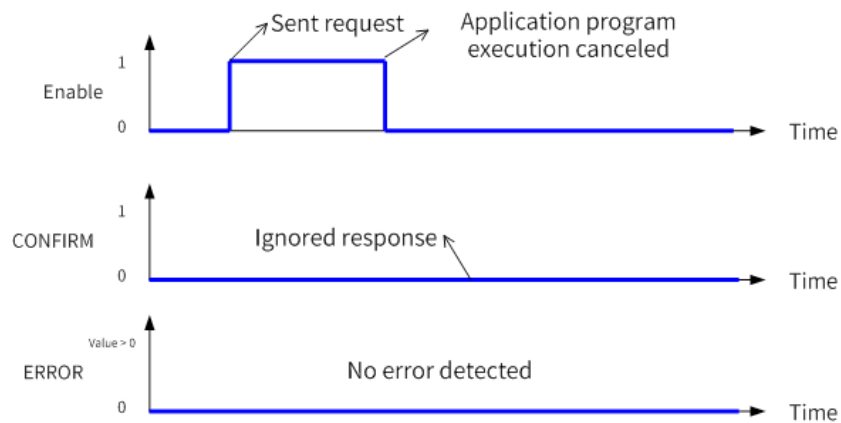 Sent request
Application program
execution canceled
1
Enable
0
Time
1
CONFIRM
Ignored response
0
Time
Value > 0
ERROR
No error detected
0
Time